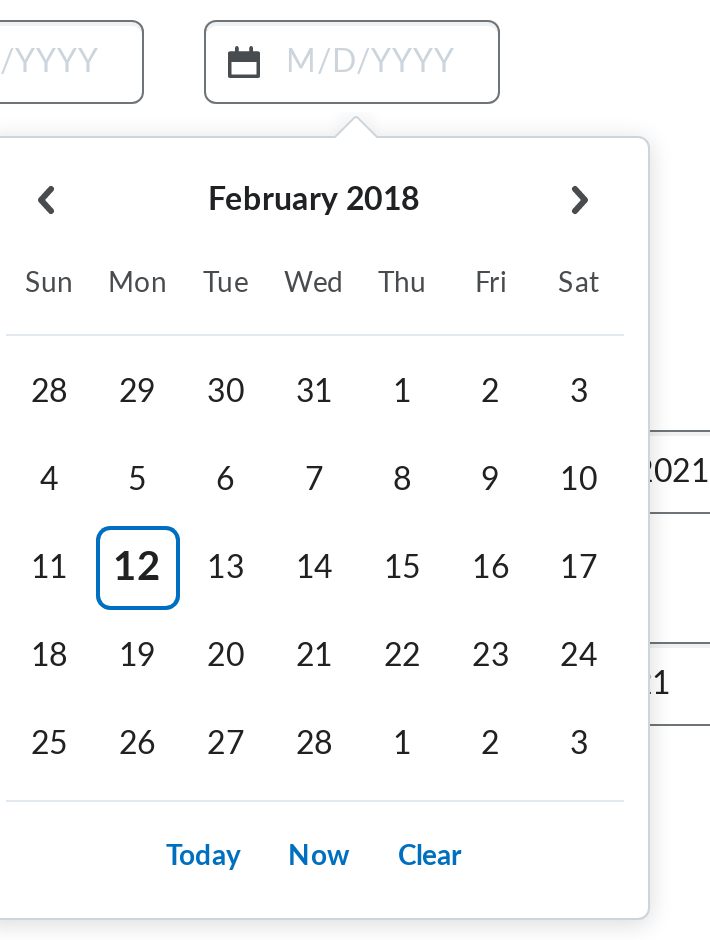 /YYYY M/D/YYYY
February 2018
Sun Mon Tue Wed Thu Fri Sat
28 29 30 31 1 2 3
4 5 6 7 8 9 10
2021
11 12 13 14 15 16 17
18 19 20 21 22 23 24
21
25 26 27 28 1 2 3
Today Now Clear